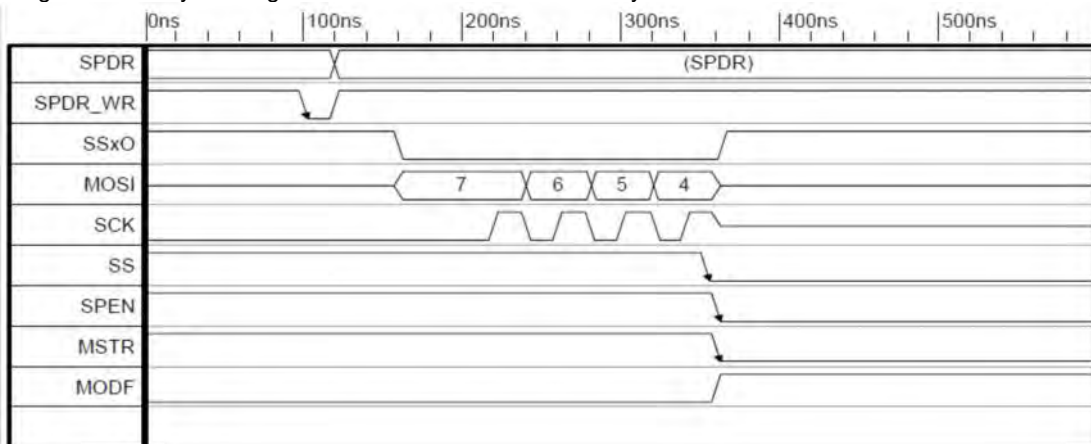 0ns 100ns 200ns 300ns 400ns 500ns
SPDR (SPDR)
SPDR_WR
SSxO
MOSI 7 6 5 4
SCK
SS
SPEN
MSTR
MODF